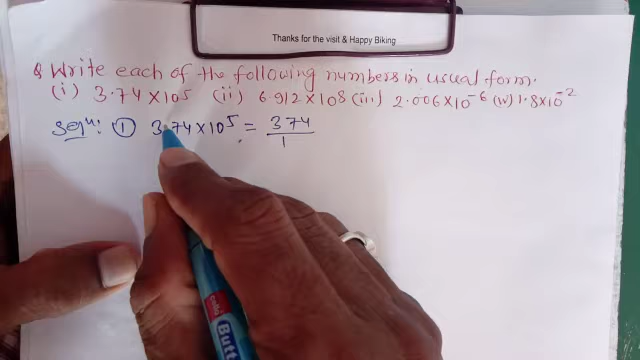 Thanks for the visit & Happy Biking
Q Write each of the following numbers in usual form.
(i) 3.74 × 10⁵ (ii) 6.912 × 10⁸ (iii) 2.006 × 10⁻⁶ (iv) 1.8 × 10⁻²
Solⁿ: ① 3.74 × 10⁵ = 374/1
cello
Butt